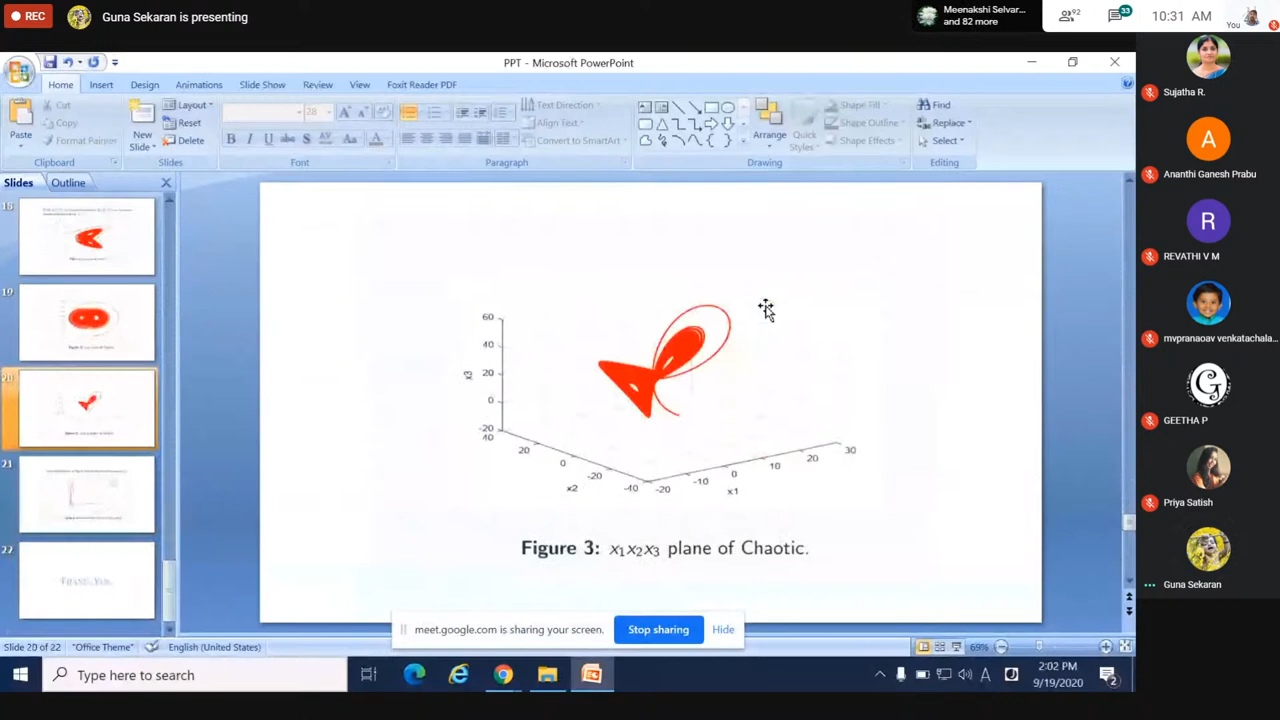 REC
Guna Sekaran is presenting
Meenakshi Selvar...
and 82 more
92
33
10:31 AM
You
PPT - Microsoft PowerPoint
Home Insert Design Animations Slide Show Review View Foxit Reader PDF
Paste
Cut
Copy
Format Painter
Clipboard
New
Slide
Layout
Reset
Delete
Slides
28
B I U abc S Aa A
Font
Text Direction
Align Text
Convert to SmartArt
Paragraph
Arrange
Quick
Styles
Shape Fill
Shape Outline
Shape Effects
Drawing
Find
Replace
Select
Editing
Slides Outline
18
19
20
21
22
THANK YOU
60
40
20
0
-20
x3
40
20
0
-20
-40
x2
-20
-10
0
10
20
30
x1
Figure 3: x₁x₂x₃ plane of Chaotic.
meet.google.com is sharing your screen. Stop sharing Hide
Slide 20 of 22 "Office Theme" English (United States) 69%
Type here to search
A
2:02 PM
9/19/2020
2
Sujatha R.
A
Ananthi Ganesh Prabu
R
REVATHI V M
mvpranaoav venkatachala...
G
GEETHA P
Priya Satish
Guna Sekaran